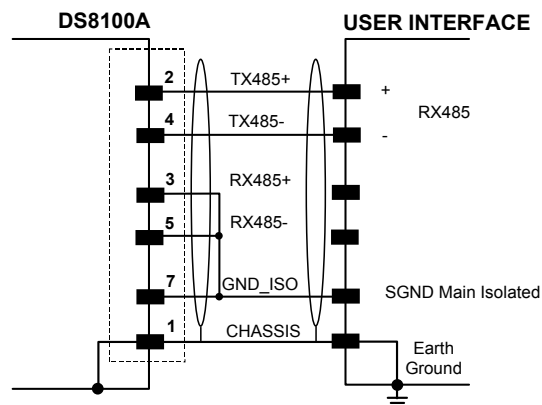 DS8100A
USER INTERFACE
2
TX485+
+
RX485
4
TX485-
-
3
RX485+
5
RX485-
7
GND_ISO
SGND Main Isolated
1
CHASSIS
Earth
Ground